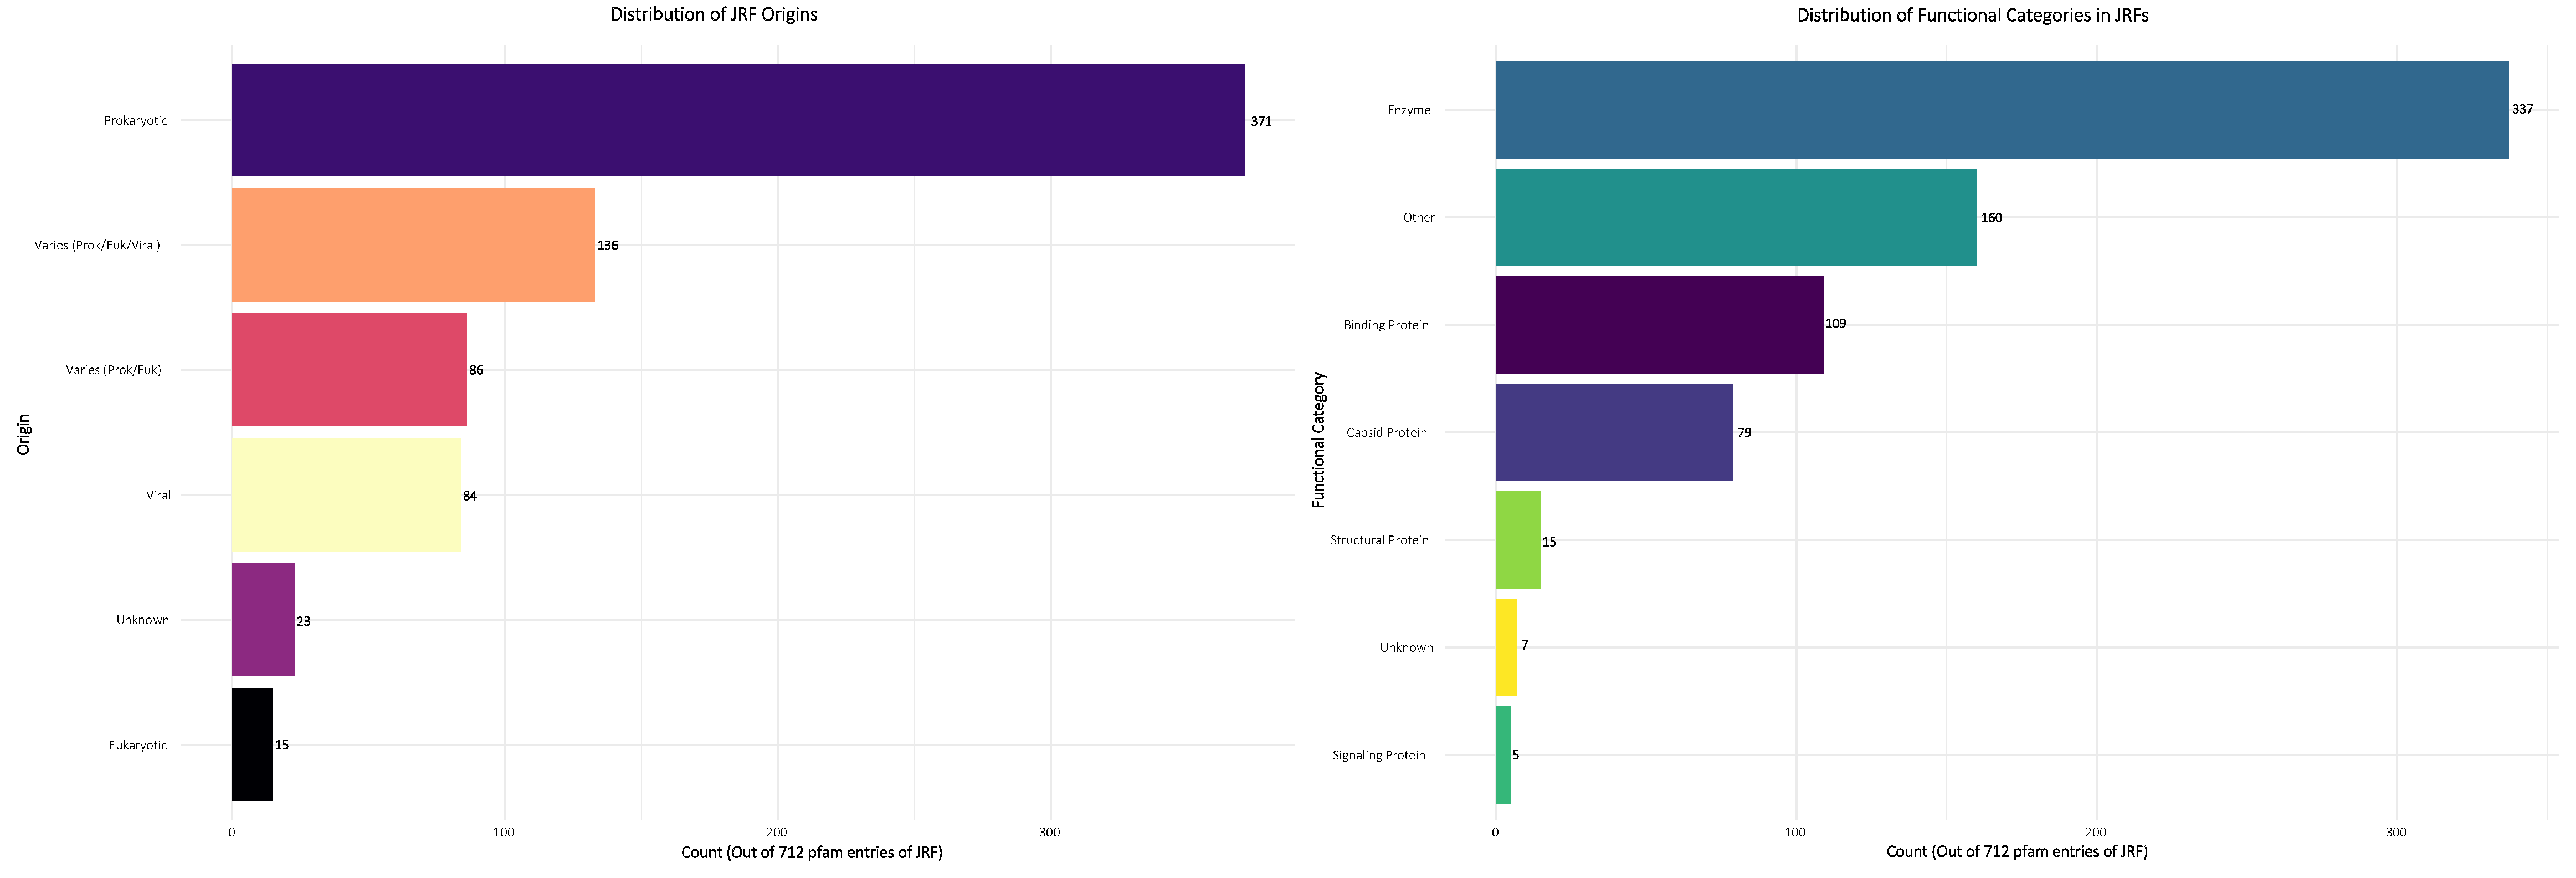 Distribution of JRF Origins
Origin
Prokaryotic
371
Varies (Prok/Euk/Viral)
136
Varies (Prok/Euk)
86
Viral
84
Unknown
23
Eukaryotic
15
0
100
200
300
Count (Out of 712 pfam entries of JRF)
Distribution of Functional Categories in JRFs
Functional Category
Enzyme
337
Other
160
Binding Protein
109
Capsid Protein
79
Structural Protein
15
Unknown
7
Signaling Protein
5
0
100
200
300
Count (Out of 712 pfam entries of JRF)